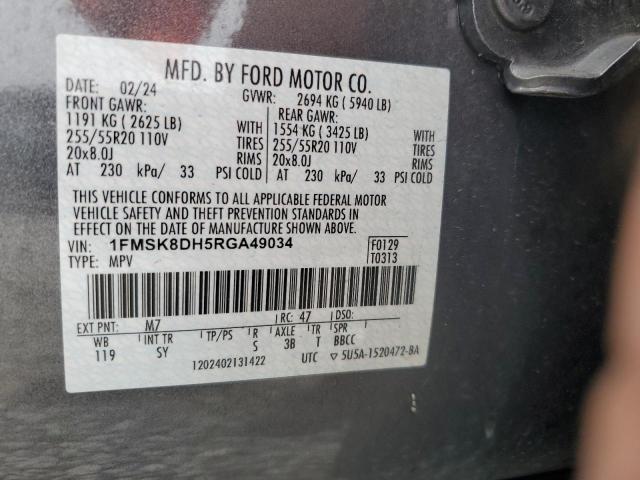 MFD. BY FORD MOTOR CO.
DATE: 02/24 GVWR: 2694 KG ( 5940 LB)
FRONT GAWR: REAR GAWR:
1191 KG ( 2625 LB) WITH 1554 KG ( 3425 LB) WITH
255/55R20 110V TIRES 255/55R20 110V TIRES
20x8.0J RIMS 20x8.0J RIMS
AT 230 kPa/ 33 PSI COLD AT 230 kPa/ 33 PSI COLD
THIS VEHICLE CONFORMS TO ALL APPLICABLE FEDERAL MOTOR
VEHICLE SAFETY AND THEFT PREVENTION STANDARDS IN
EFFECT ON THE DATE OF MANUFACTURE SHOWN ABOVE.
VIN: 1FMSK8DH5RGA49034 F0129
TYPE: MPV T0313
EXT PNT: M7 RC: 47 DSO:
WB INT TR TP/PS R AXLE TR SPR
119 SY S 3B T BBCC
1202402131422 UTC ▽ 5U5A-1520472-BA